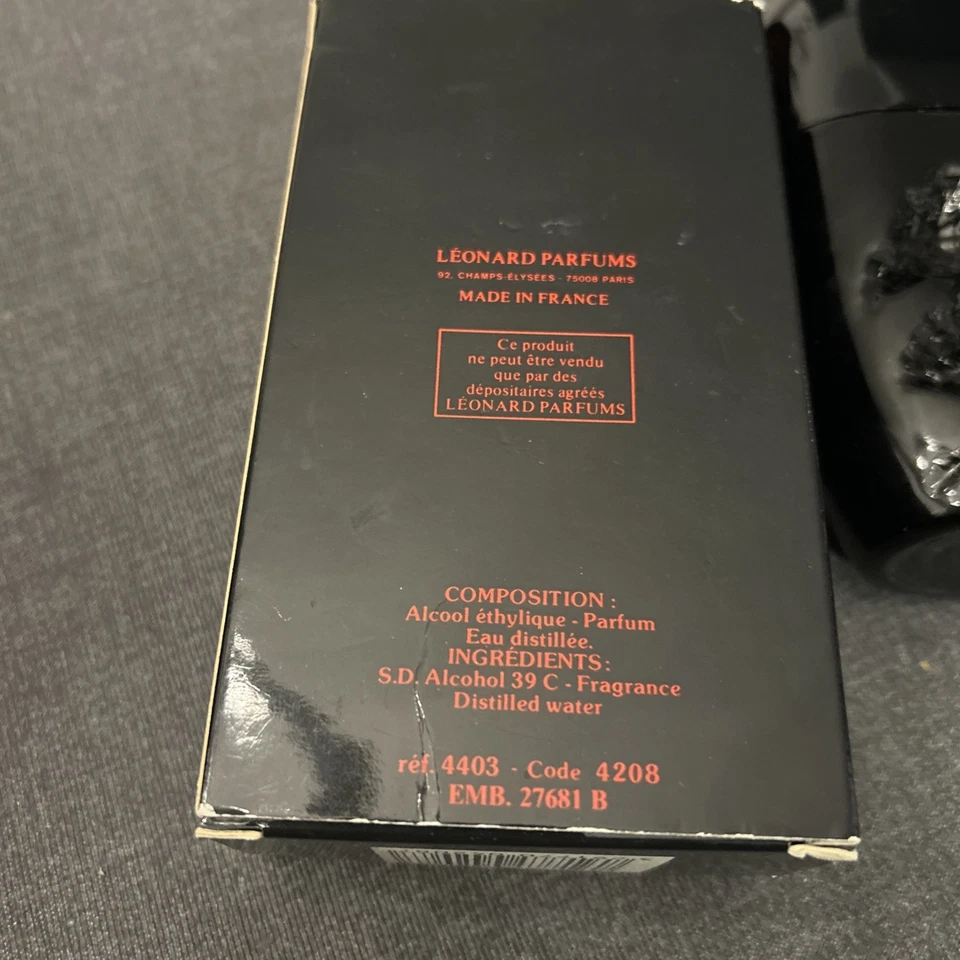 LÉONARD PARFUMS
92, CHAMPS-ÉLYSÉES - 75008 PARIS
MADE IN FRANCE
Ce produit
ne peut être vendu
que par des
dépositaires agréés
LÉONARD PARFUMS
COMPOSITION :
Alcool éthylique - Parfum
Eau distillée.
INGRÉDIENTS :
S.D. Alcohol 39 C - Fragrance
Distilled water
réf. 4403 - Code 4208
EMB. 27681 B